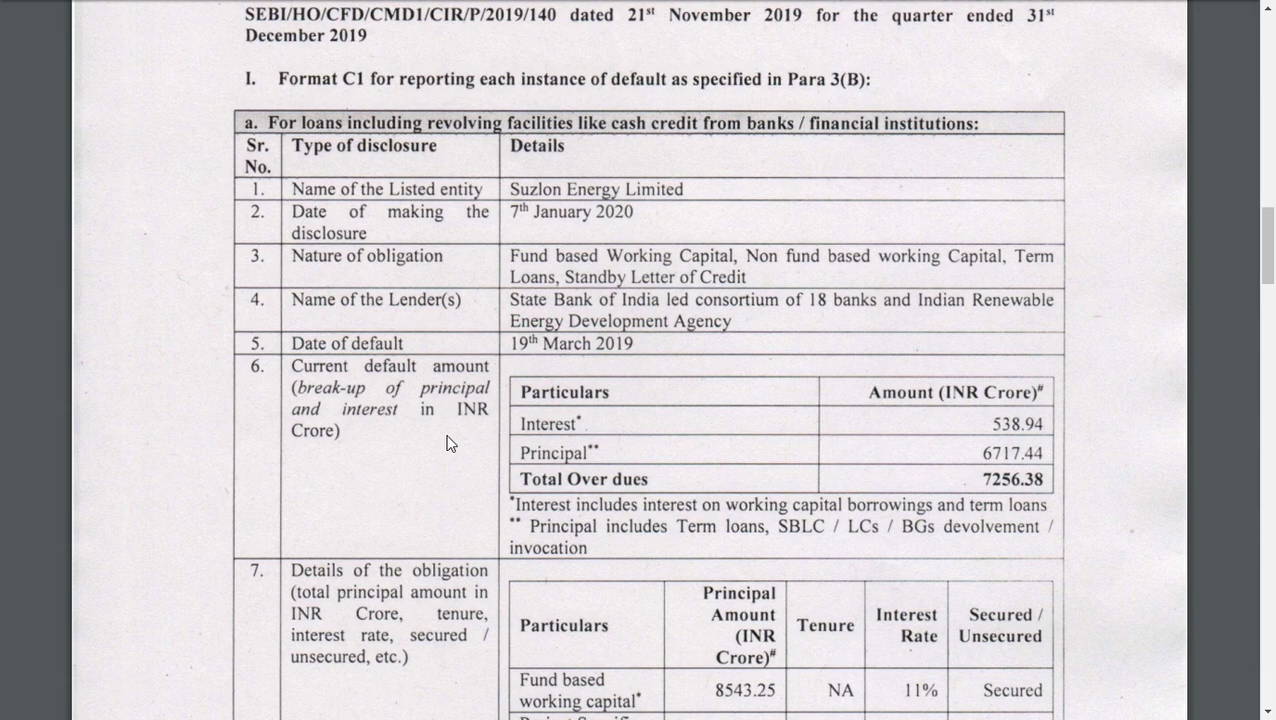 SEBI/HO/CFD/CMD1/CIR/P/2019/140 dated 21st November 2019 for the quarter ended 31st
December 2019
I. Format C1 for reporting each instance of default as specified in Para 3(B):
a. For loans including revolving facilities like cash credit from banks / financial institutions:
Sr. No. Type of disclosure Details
1. Name of the Listed entity Suzlon Energy Limited
2. Date of making the disclosure 7th January 2020
3. Nature of obligation Fund based Working Capital, Non fund based working Capital, Term
Loans, Standby Letter of Credit
4. Name of the Lender(s) State Bank of India led consortium of 18 banks and Indian Renewable
Energy Development Agency
5. Date of default 19th March 2019
6. Current default amount
(break-up of principal
and interest in INR
Crore)
Particulars Amount (INR Crore)#
Interest* 538.94
Principal** 6717.44
Total Over dues 7256.38
*Interest includes interest on working capital borrowings and term loans
** Principal includes Term loans, SBLC / LCs / BGs devolvement /
invocation
7. Details of the obligation
(total principal amount in
INR Crore, tenure,
interest rate, secured /
unsecured, etc.)
Particulars Principal Amount (INR Crore)# Tenure Interest Rate Secured / Unsecured
Fund based
working capital* 8543.25 NA 11% Secured